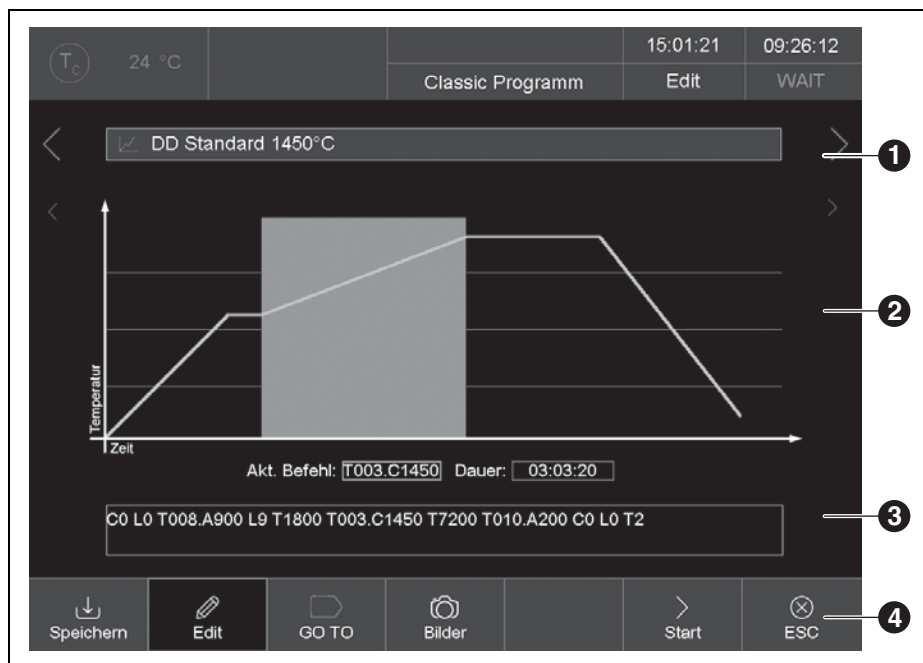 Tc 24 °C 15:01:21 09:26:12
Classic Programm Edit WAIT
DD Standard 1450°C
1
2
Temperatur
Zeit
Akt. Befehl: T003.C1450 Dauer: 03:03:20
C0 L0 T008.A900 L9 T1800 T003.C1450 T7200 T010.A200 C0 L0 T2
3
Speichern Edit GO TO Bilder Start ESC
4